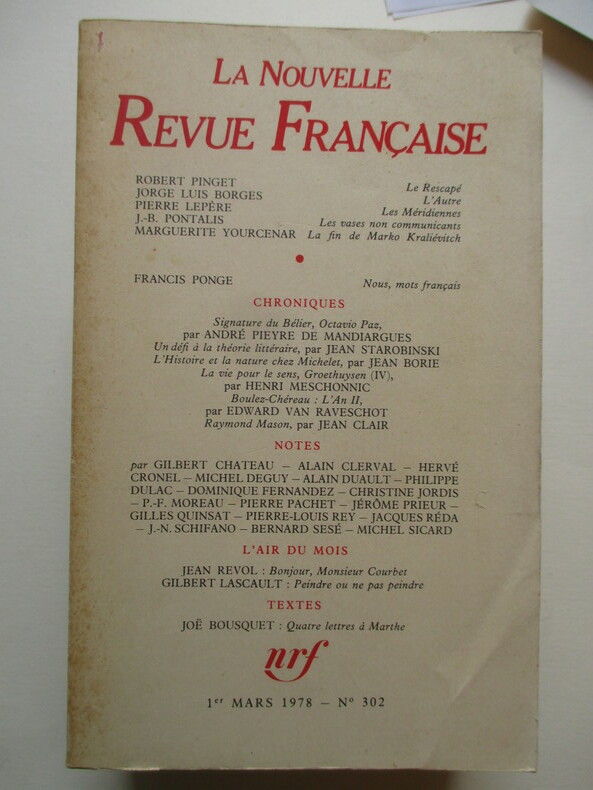 LA NOUVELLE
REVUE FRANÇAISE
ROBERT PINGET Le Rescapé
JORGE LUIS BORGES L'Autre
PIERRE LEPÈRE Les Méridiennes
J.-B. PONTALIS Les vases non communicants
MARGUERITE YOURCENAR La fin de Marko Kraliévitch
FRANCIS PONGE Nous, mots français
CHRONIQUES
Signature du Bélier, Octavio Paz,
par ANDRÉ PIEYRE DE MANDIARGUES
Un défi à la théorie littéraire, par JEAN STAROBINSKI
L'Histoire et la nature chez Michelet, par JEAN BORIE
La vie pour le sens, Groethuysen (IV),
par HENRI MESCHONNIC
Boulez-Chéreau : L'An II,
par EDWARD VAN RAVESCHOT
Raymond Mason, par JEAN CLAIR
NOTES
par GILBERT CHATEAU – ALAIN CLERVAL – HERVÉ
CRONEL – MICHEL DEGUY – ALAIN DUAULT – PHILIPPE
DULAC – DOMINIQUE FERNANDEZ – CHRISTINE JORDIS
– P.-F. MOREAU – PIERRE PACHET – JÉRÔME PRIEUR –
GILLES QUINSAT – PIERRE-LOUIS REY – JACQUES RÉDA
– J.-N. SCHIFANO – BERNARD SESÉ – MICHEL SICARD
L'AIR DU MOIS
JEAN REVOL : Bonjour, Monsieur Courbet
GILBERT LASCAULT : Peindre ou ne pas peindre
TEXTES
JOË BOUSQUET : Quatre lettres á Marthe
nrf
1er MARS 1978 – No 302